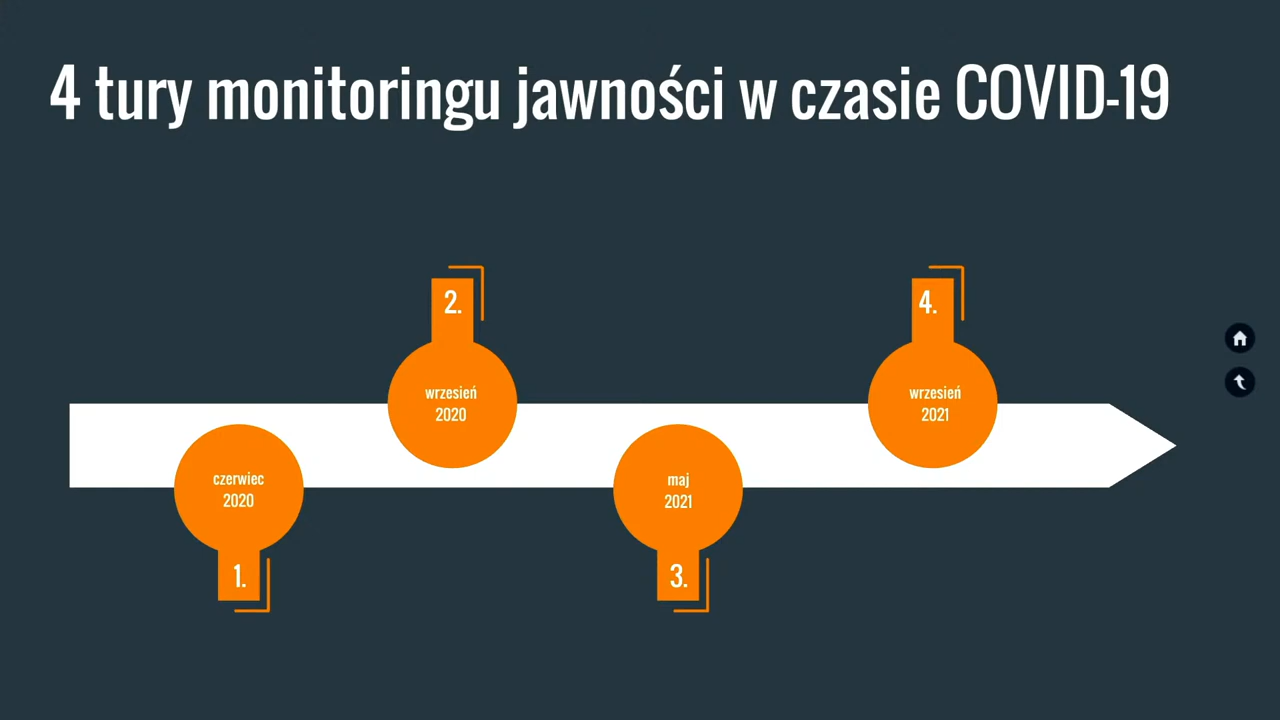 4 tury monitoringu jawności w czasie COVID-19
czerwiec
2020
1.
2.
wrzesień
2020
maj
2021
3.
4.
wrzesień
2021